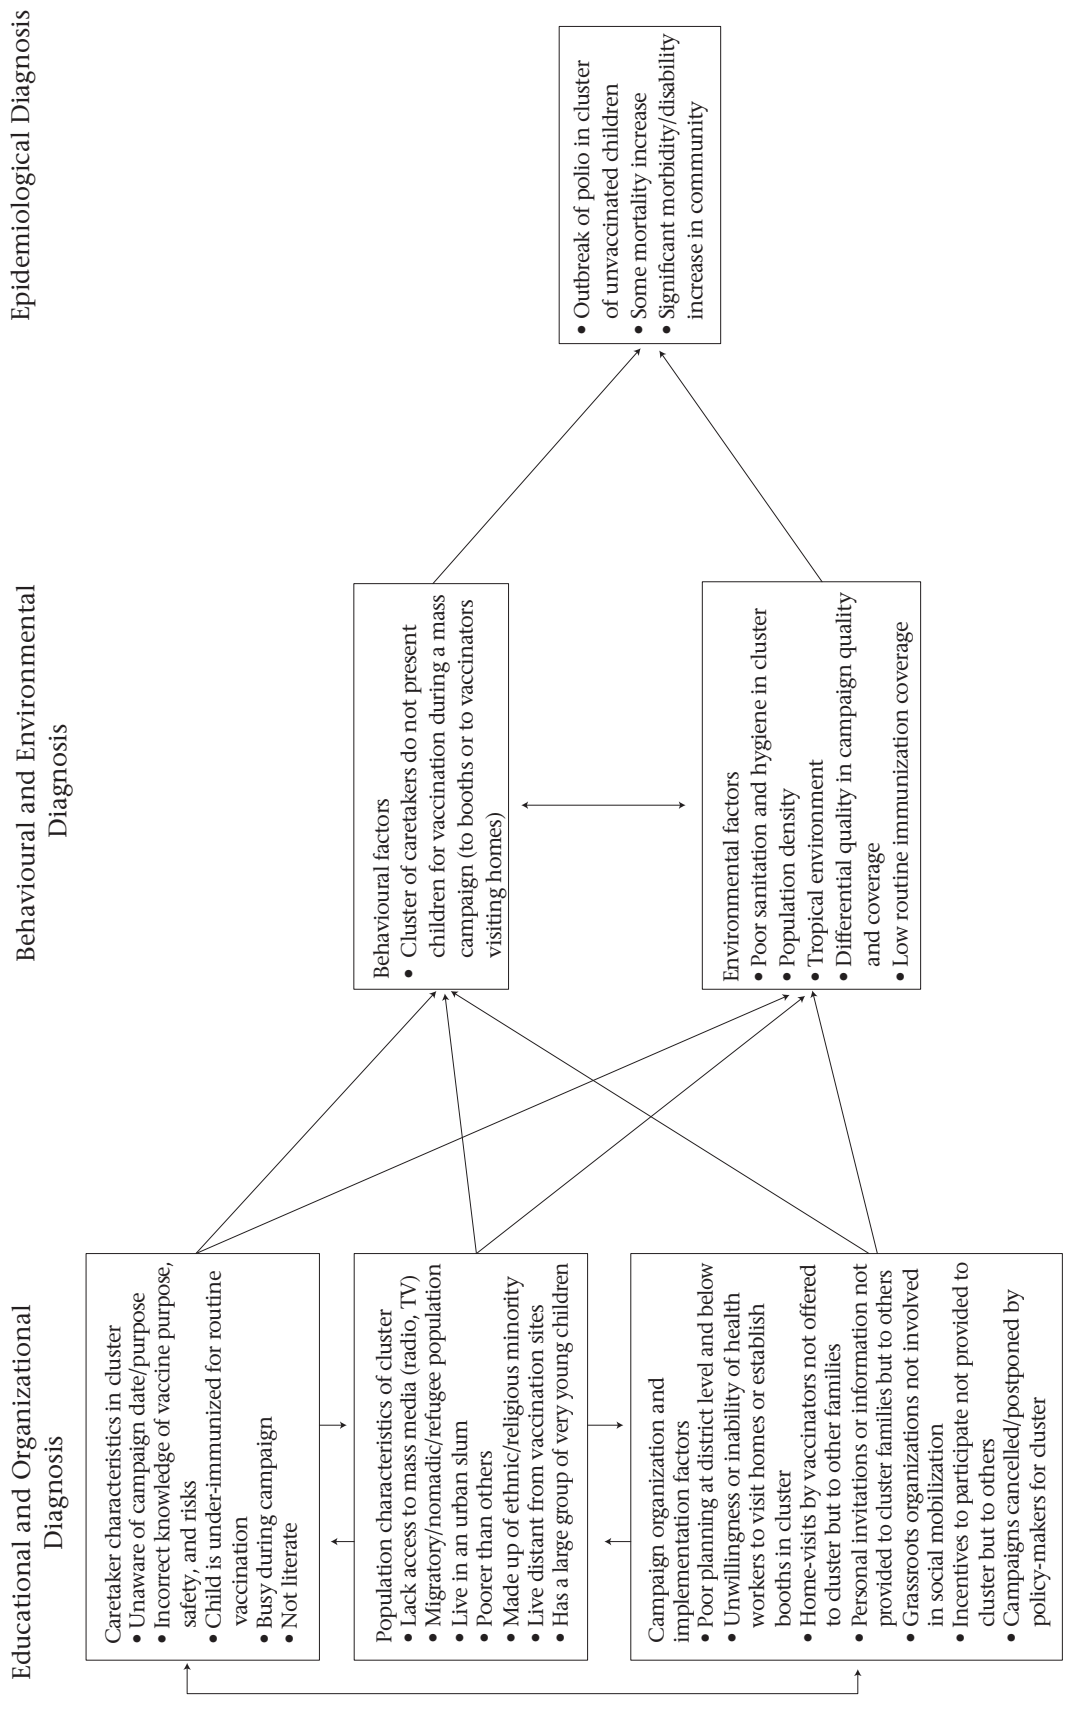 Educational and Organizational
Diagnosis
Behavioural and Environmental
Diagnosis
Epidemiological Diagnosis
Caretaker characteristics in cluster
• Unaware of campaign date/purpose
• Incorrect knowledge of vaccine purpose,
safety, and risks
• Child is under-immunized for routine
vaccination
• Busy during campaign
• Not literate
Population characteristics of cluster
• Lack access to mass media (radio, TV)
• Migratory/nomadic/refugee population
• Live in an urban slum
• Poorer than others
• Made up of ethnic/religious minority
• Live distant from vaccination sites
• Has a large group of very young children
Campaign organization and
implementation factors
• Poor planning at district level and below
• Unwillingness or inability of health
workers to visit homes or establish
booths in cluster
• Home-visits by vaccinators not offered
to cluster but to other families
• Personal invitations or information not
provided to cluster families but to others
• Grassroots organizations not involved
in social mobilization
• Incentives to participate not provided to
cluster but to others
• Campaigns cancelled/postponed by
policy-makers for cluster
Behavioural factors
• Cluster of caretakers do not present
children for vaccination during a mass
campaign (to booths or to vaccinators
visiting homes)
Environmental factors
• Poor sanitation and hygiene in cluster
• Population density
• Tropical environment
• Differential quality in campaign quality
and coverage
• Low routine immunization coverage
• Outbreak of polio in cluster
of unvaccinated children
• Some mortality increase
• Significant morbidity/disability
increase in community